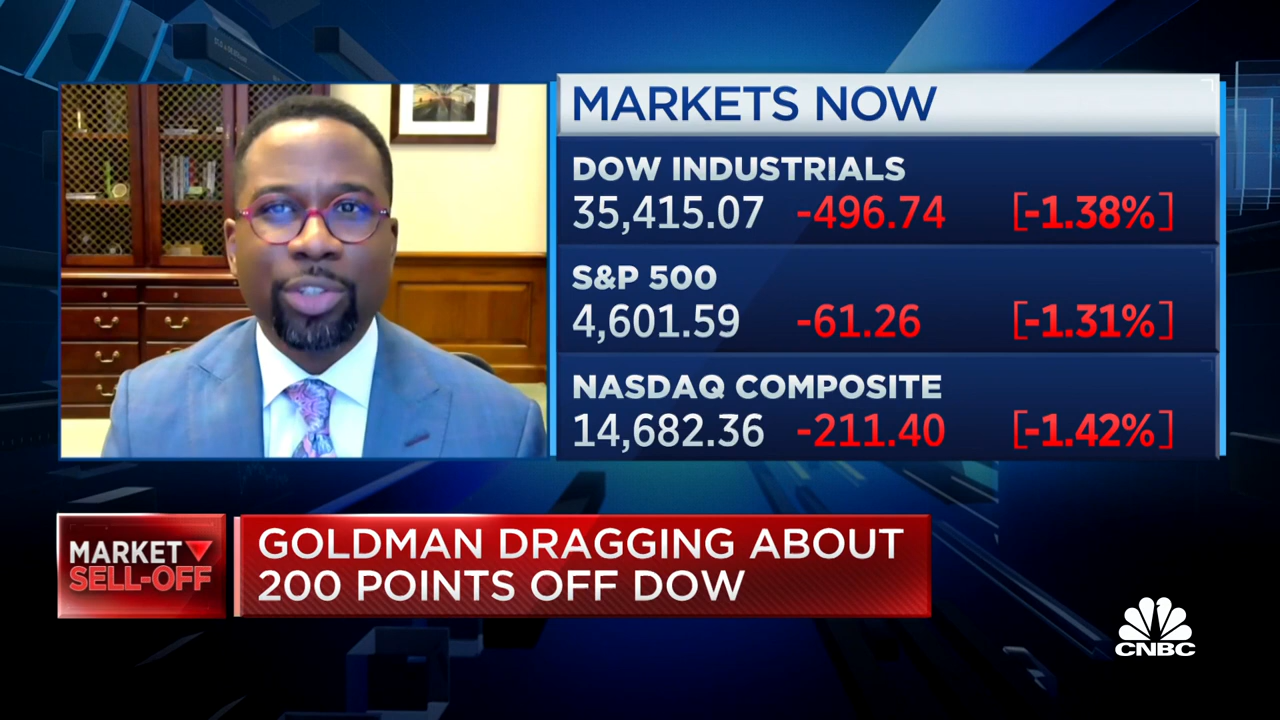 MARKETS NOW
DOW INDUSTRIALS
35,415.07 -496.74 [-1.38%]
S&P 500
4,601.59 -61.26 [-1.31%]
NASDAQ COMPOSITE
14,682.36 -211.40 [-1.42%]
MARKET
SELL-OFF
GOLDMAN DRAGGING ABOUT
200 POINTS OFF DOW
CNBC